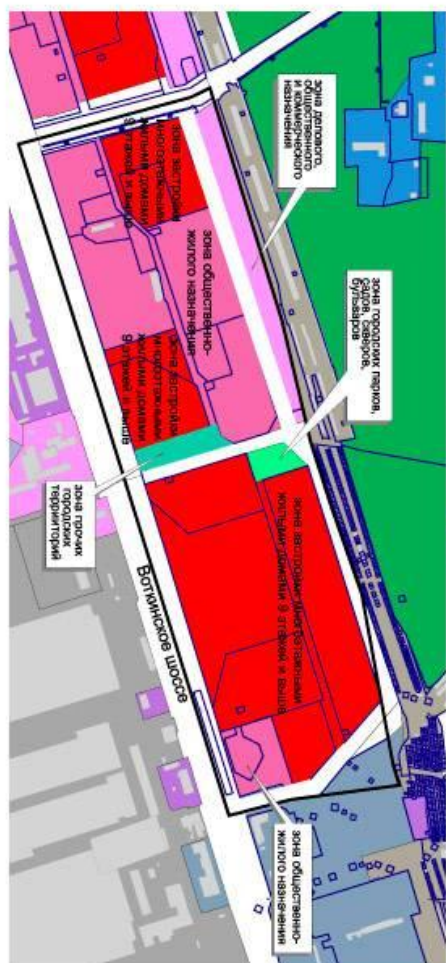 зона делового,
общественного
и коммерческого
назначения
зона городских парков,
садов, скверов,
бульваров
зона застройки
многоэтажными
жилыми домами
9 этажей и выше
зона общественно-
жилого назначения
зона застройки
многоэтажными
жилыми домами
9 этажей и выше
зона застройки многоэтажными
жилыми домами 9 этажей и выше
зона прочих
городских
территорий
Воткинское шоссе
зона общественно-
жилого назначения